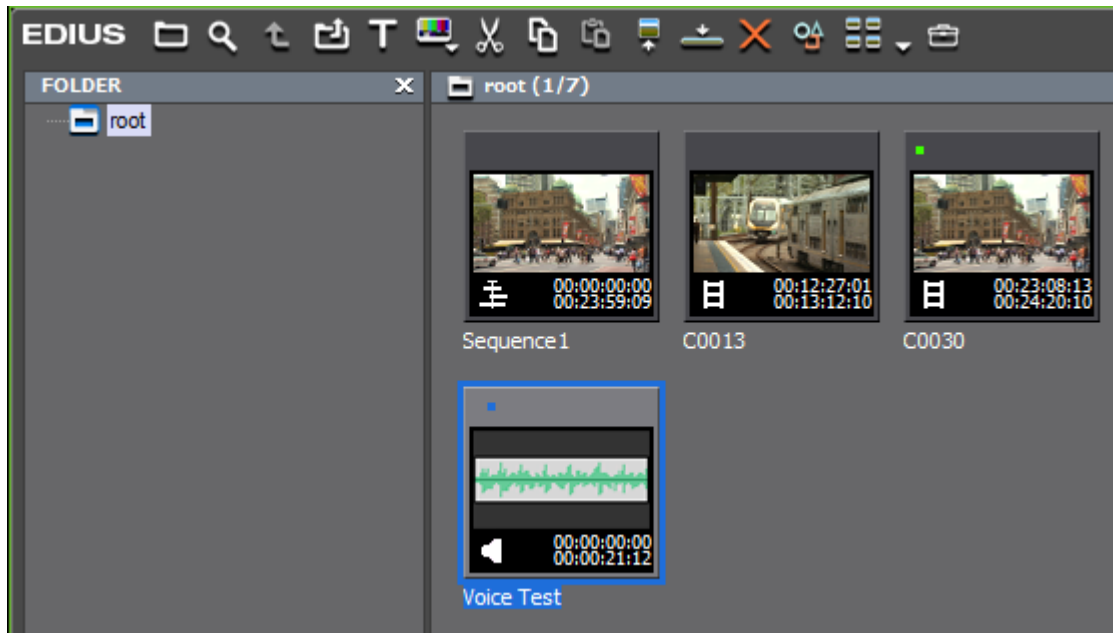 EDIUS T
FOLDER
root (1/7)
root
00:00:00:00
00:23:59:09
00:12:27:01
00:13:12:10
00:23:08:13
00:24:20:10
Sequence1
C0013
C0030
00:00:00:00
00:00:21:12
Voice Test